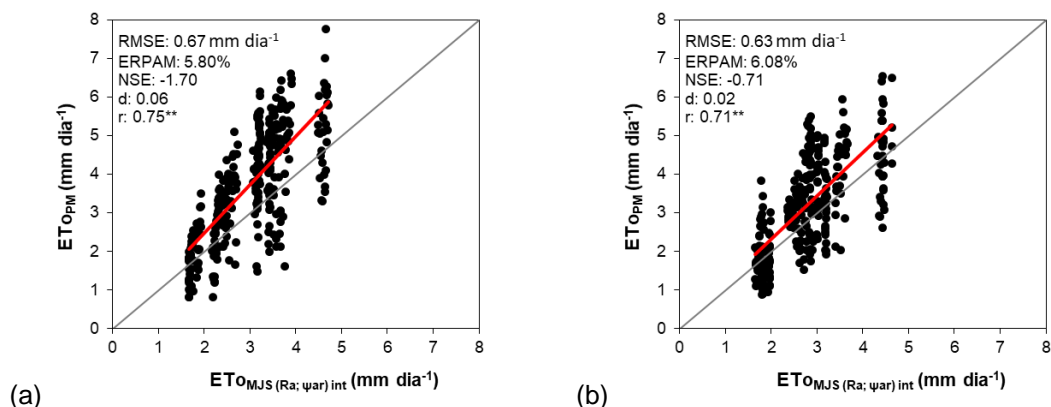 8
7
6
5
4
3
2
1
0
ETo_PM (mm dia⁻¹)
RMSE: 0.67 mm dia⁻¹
ERPAM: 5.80%
NSE: -1.70
d: 0.06
r: 0.75**
0 1 2 3 4 5 6 7 8
ETo_MJS (Ra; ψar) int (mm dia⁻¹)
(a)
8
7
6
5
4
3
2
1
0
ETo_PM (mm dia⁻¹)
RMSE: 0.63 mm dia⁻¹
ERPAM: 6.08%
NSE: -0.71
d: 0.02
r: 0.71**
0 1 2 3 4 5 6 7 8
ETo_MJS (Ra; ψar) int (mm dia⁻¹)
(b)